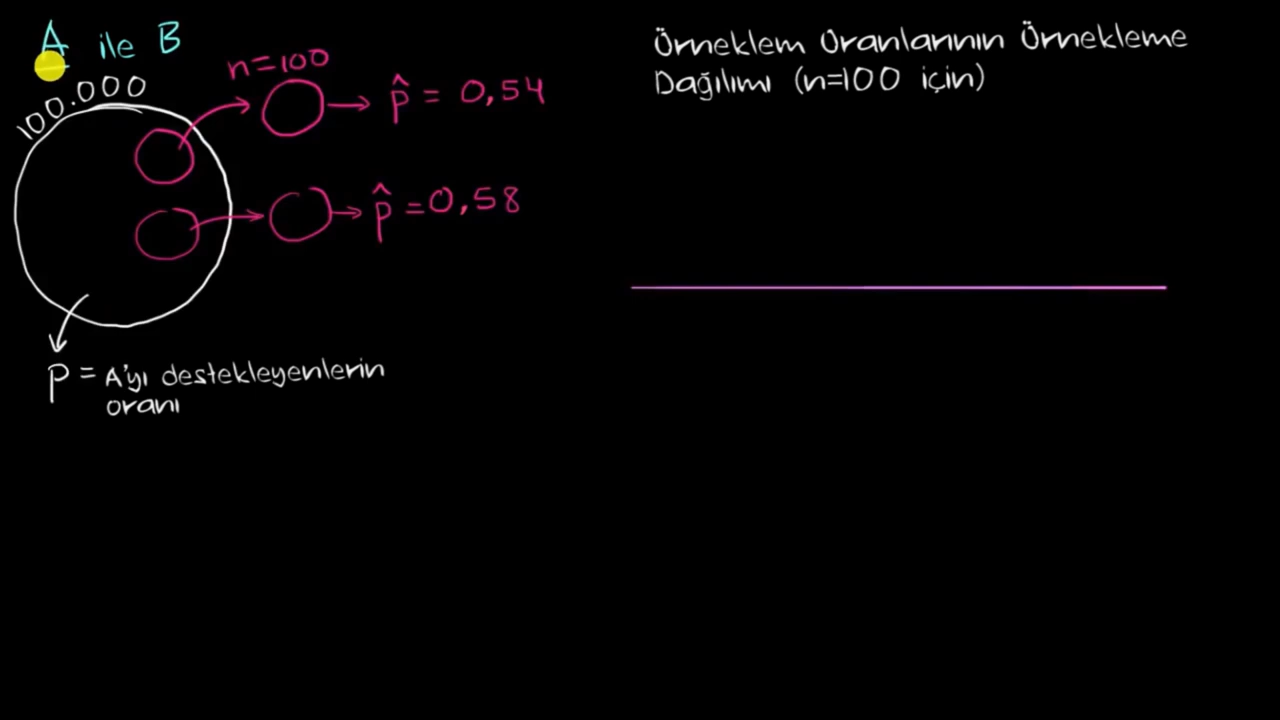 A ile B
100.000
n=100
p̂ = 0,54
p̂ = 0,58
p = A'yı destekleyenlerin
oranı
Örneklem Oranlarının Örnekleme
Dağılımı (n=100 için)